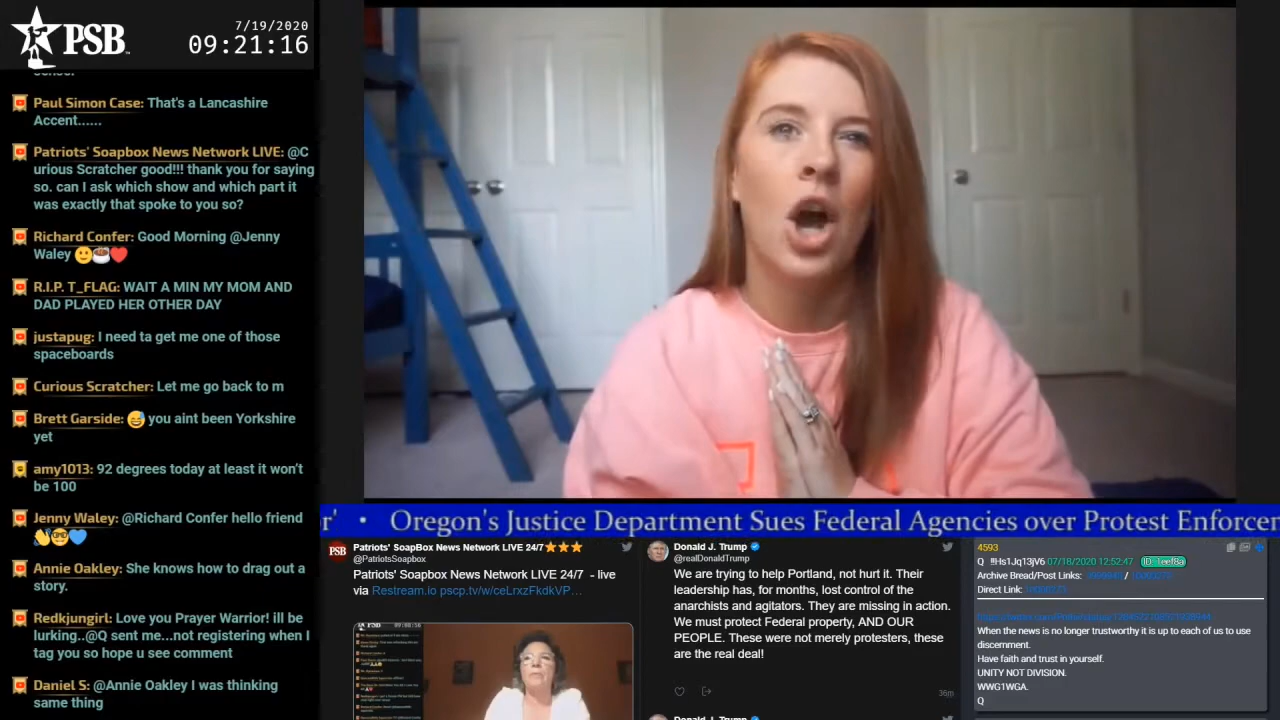 PSB
7/19/2020
09:21:16
Paul Simon Case: That's a Lancashire
Accent......
Patriots' Soapbox News Network LIVE: @C
urious Scratcher good!!! thank you for saying
so. can I ask which show and which part it
was exactly that spoke to you so?
Richard Confer: Good Morning @Jenny
Waley 🙂☕❤️
R.I.P. T_FLAG: WAIT A MIN MY MOM AND
DAD PLAYED HER OTHER DAY
justapug: I need ta get me one of those
spaceboards
Curious Scratcher: Let me go back to m
Brett Garside: 😅 you aint been Yorkshire
yet
amy1013: 92 degrees today at least it won't
be 100
Jenny Waley: @Richard Confer hello friend
👋🤓💙
Annie Oakley: She knows how to drag out a
story.
Redkjungirl: Love you Prayer Warrior! ill be
lurking..@Q sent me...not registering when I
tag you so hope u see comment
Daniel S: @Annie Oakley I was thinking
same thing
r' • Oregon's Justice Department Sues Federal Agencies over Protest Enforcer
PSB
Patriots' SoapBox News Network LIVE 24/7⭐⭐⭐
@PatriotsSoapbox
Patriots' Soapbox News Network LIVE 24/7 - live
via Restream.io pscp.tv/w/ceLrxzFkdkVP…
Donald J. Trump
@realDonaldTrump
We are trying to help Portland, not hurt it. Their
leadership has, for months, lost control of the
anarchists and agitators. They are missing in action.
We must protect Federal property, AND OUR
PEOPLE. These were not merely protesters, these
are the real deal!
36m
Donald J. Trump
4593
Q !!Hs1Jq13jV6 07/18/2020 12:52:47 ID: 1eef8a
Archive Bread/Post Links: /
Direct Link:
When the news is no longer trustworthy it is up to each of us to use
discernment.
Have faith and trust in yourself.
UNITY NOT DIVISION.
WWG1WGA.
Q